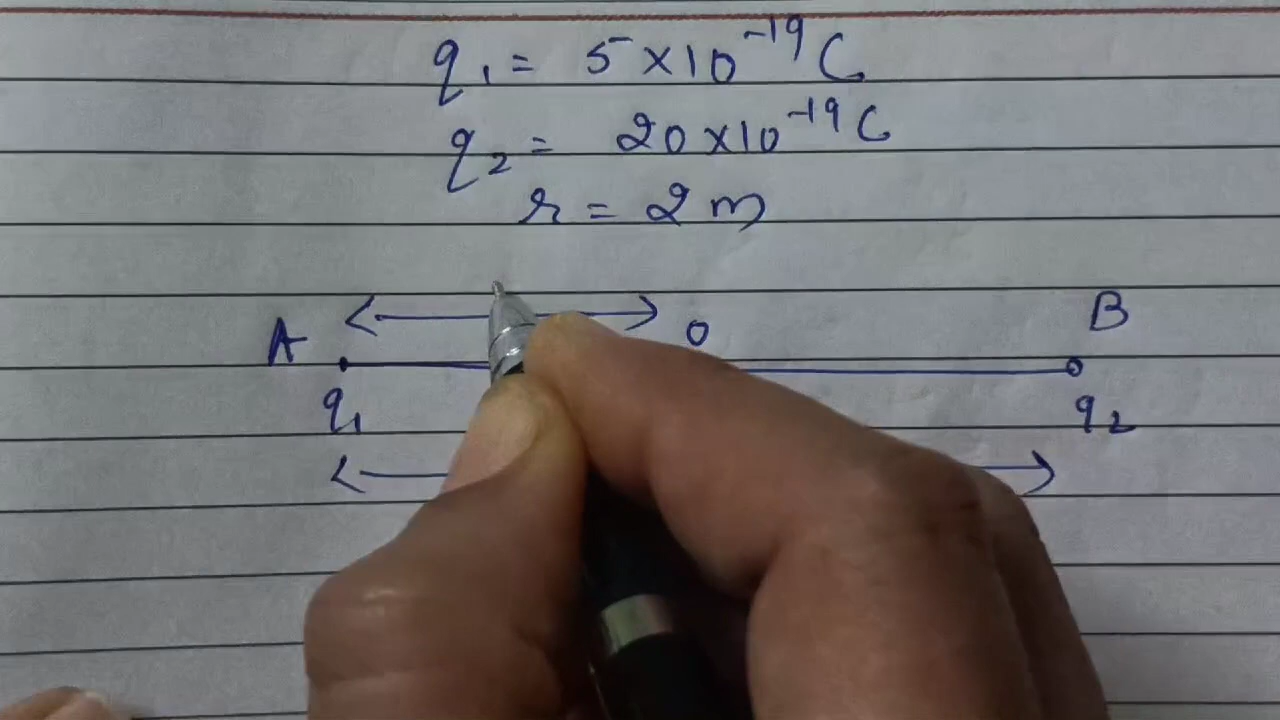 q₁ = 5×10⁻¹⁹ C
q₂ = 20×10⁻¹⁹ C
r = 2 m
A O B
q₁ q₂